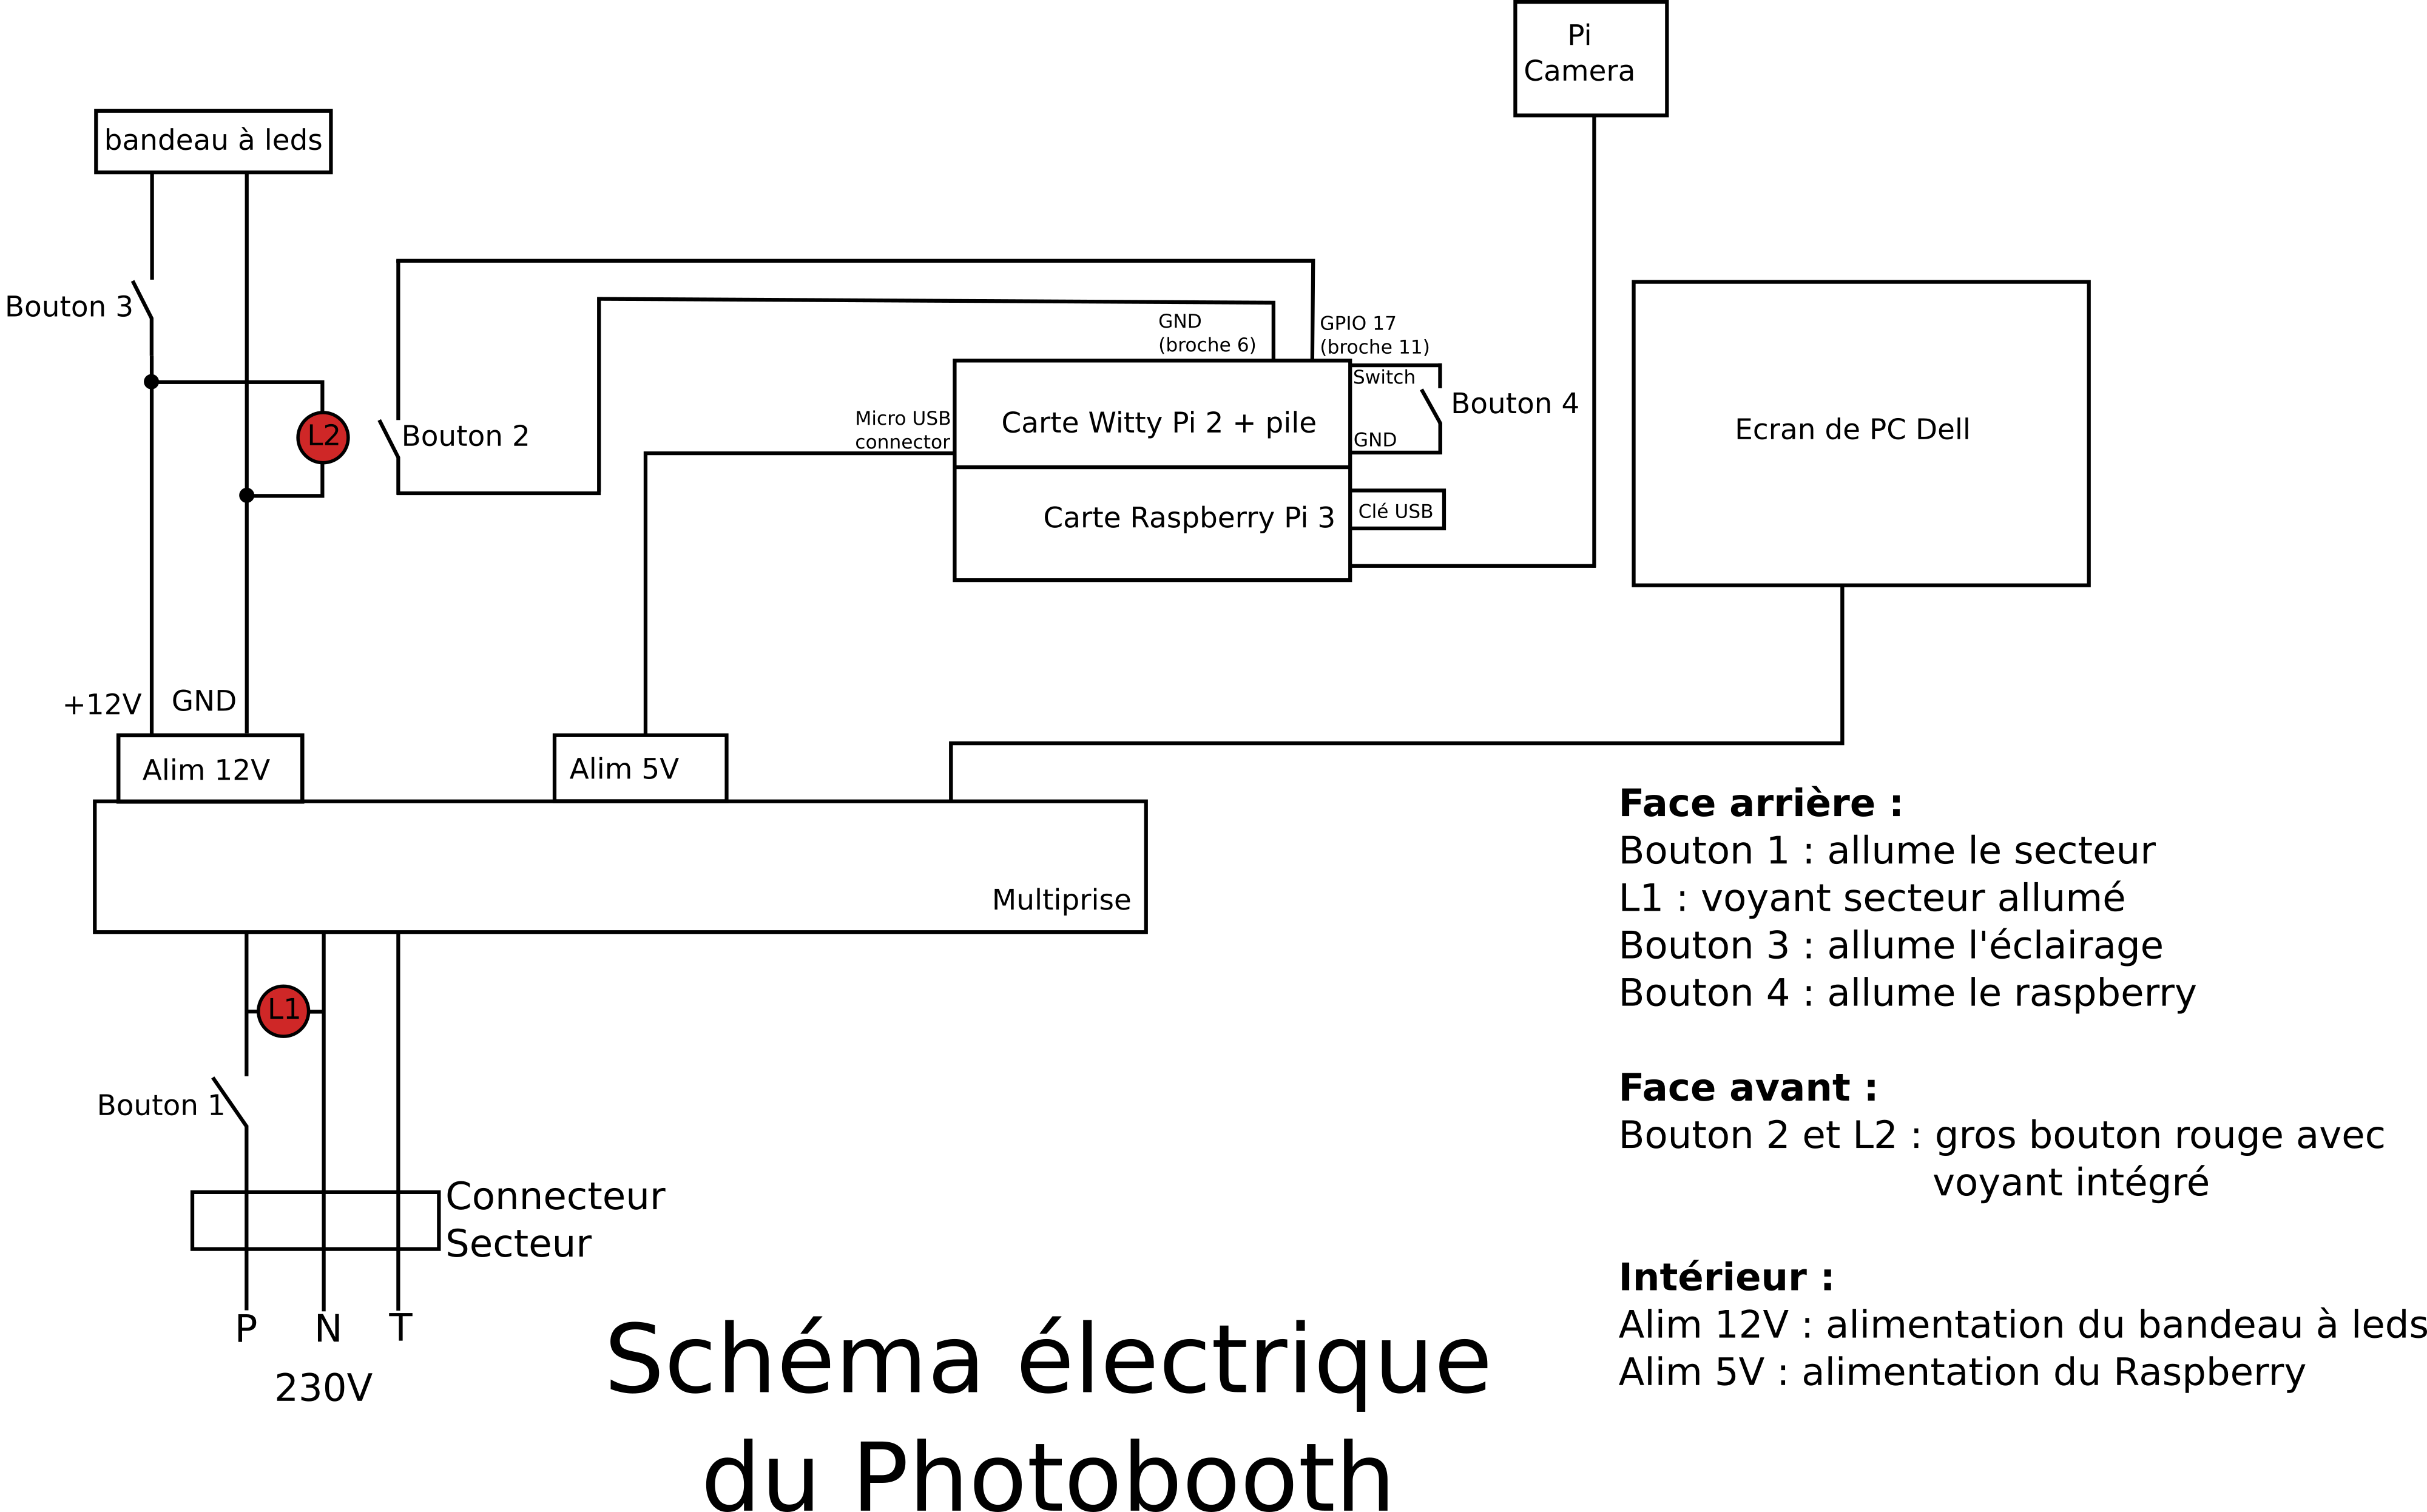 Pi
Camera
bandeau à leds
Bouton 3
GND
(broche 6)
GPIO 17
(broche 11)
Switch
Bouton 4
Micro USB
connector
Carte Witty Pi 2 + pile
GND
L2
Bouton 2
Ecran de PC Dell
Carte Raspberry Pi 3
Clé USB
+12V
GND
Alim 12V
Alim 5V
Multiprise
L1
Bouton 1
Connecteur
Secteur
P
N
T
230V
Face arrière :
Bouton 1 : allume le secteur
L1 : voyant secteur allumé
Bouton 3 : allume l'éclairage
Bouton 4 : allume le raspberry
Face avant :
Bouton 2 et L2 : gros bouton rouge avec
voyant intégré
Intérieur :
Alim 12V : alimentation du bandeau à leds
Alim 5V : alimentation du Raspberry
Schéma électrique
du Photobooth